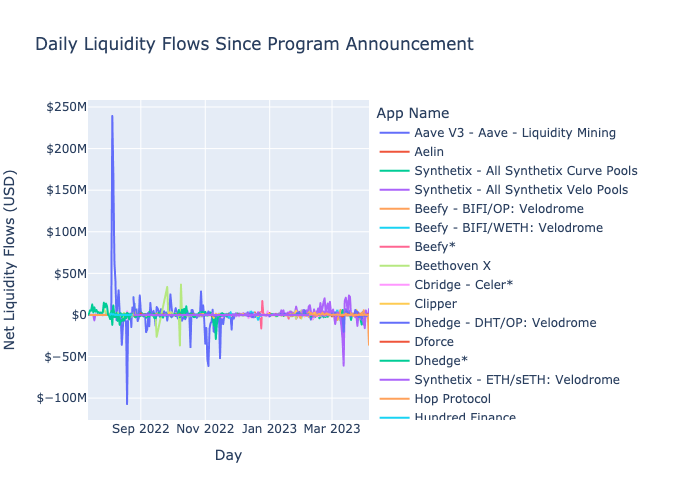 Daily Liquidity Flows Since Program Announcement
App Name
$250M
$200M
$150M
$100M
$50M
$0
$−50M
$−100M
Net Liquidity Flows (USD)
Sep 2022
Nov 2022
Jan 2023
Mar 2023
Day
Aave V3 - Aave - Liquidity Mining
Aelin
Synthetix - All Synthetix Curve Pools
Synthetix - All Synthetix Velo Pools
Beefy - BIFI/OP: Velodrome
Beefy - BIFI/WETH: Velodrome
Beefy*
Beethoven X
Cbridge - Celer*
Clipper
Dhedge - DHT/OP: Velodrome
Dforce
Dhedge*
Synthetix - ETH/sETH: Velodrome
Hop Protocol
Hundred Finance